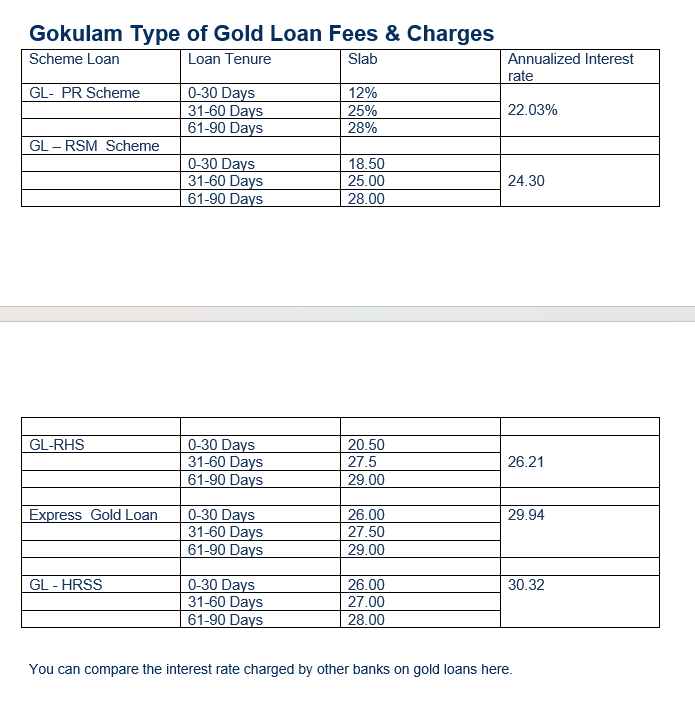 Gokulam Type of Gold Loan Fees & Charges
Scheme Loan Loan Tenure Slab Annualized Interest rate
GL- PR Scheme 0-30 Days 12%
31-60 Days 25% 22.03%
61-90 Days 28%
GL – RSM Scheme
0-30 Days 18.50
31-60 Days 25.00 24.30
61-90 Days 28.00
GL-RHS 0-30 Days 20.50
31-60 Days 27.5 26.21
61-90 Days 29.00
Express Gold Loan 0-30 Days 26.00 29.94
31-60 Days 27.50
61-90 Days 29.00
GL - HRSS 0-30 Days 26.00 30.32
31-60 Days 27.00
61-90 Days 28.00
You can compare the interest rate charged by other banks on gold loans here.